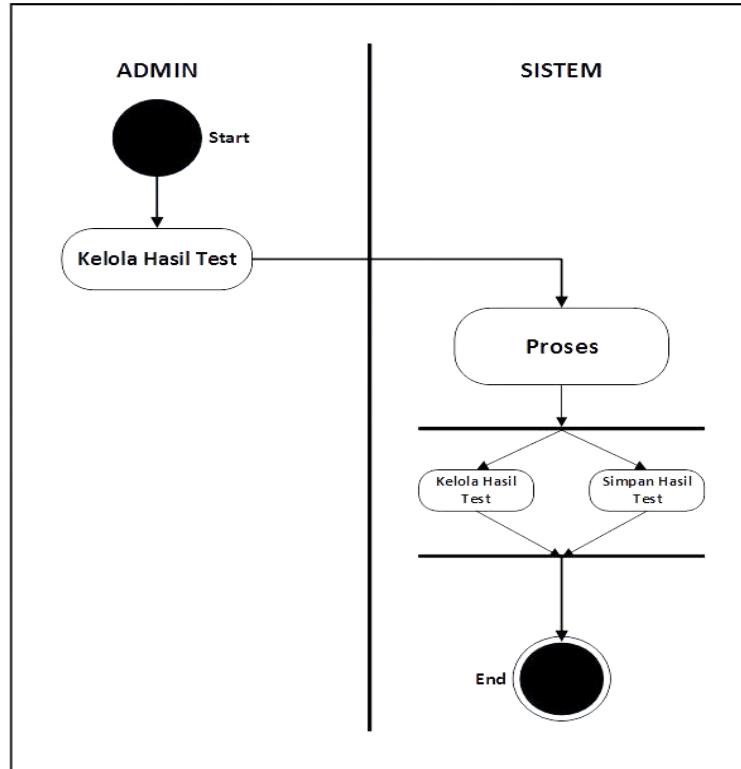 ADMIN
SISTEM
Start
Kelola Hasil Test
Proses
Kelola Hasil
Test
Simpan Hasil
Test
End